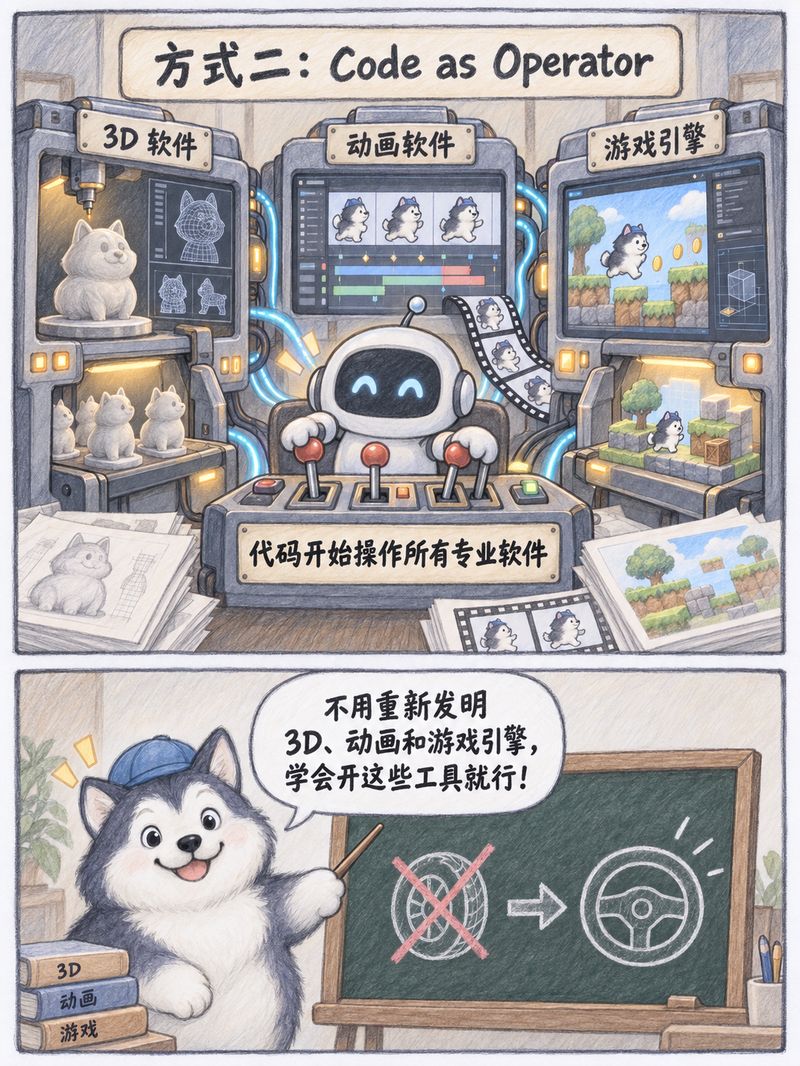 方式二：Code as Operator
3D 软件
动画软件
游戏引擎
代码开始操作所有专业软件
不用重新发明
3D、动画和游戏引擎，
学会开这些工具就行！
3D
动画
游戏